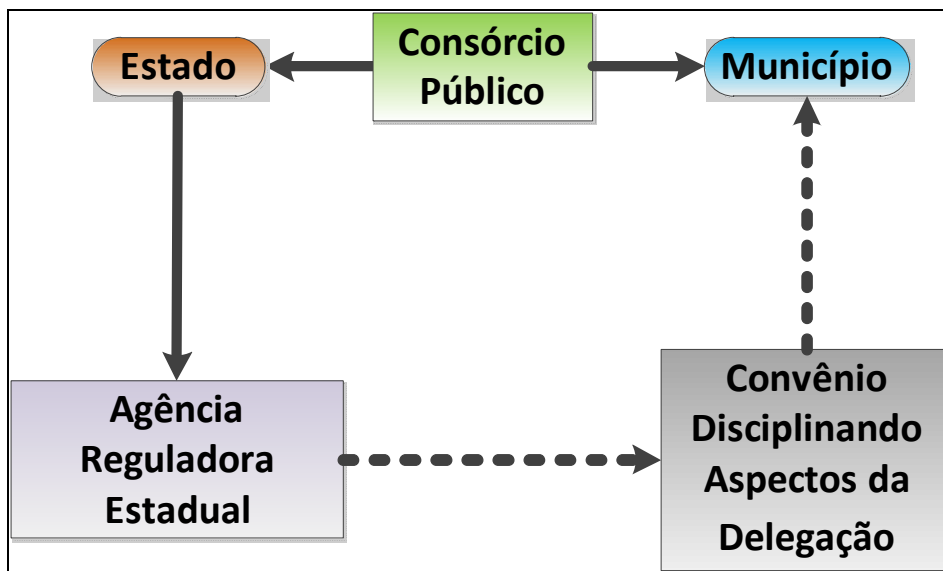 Estado
Consórcio
Público
Município
Agência
Reguladora
Estadual
Convênio
Disciplinando
Aspectos da
Delegação